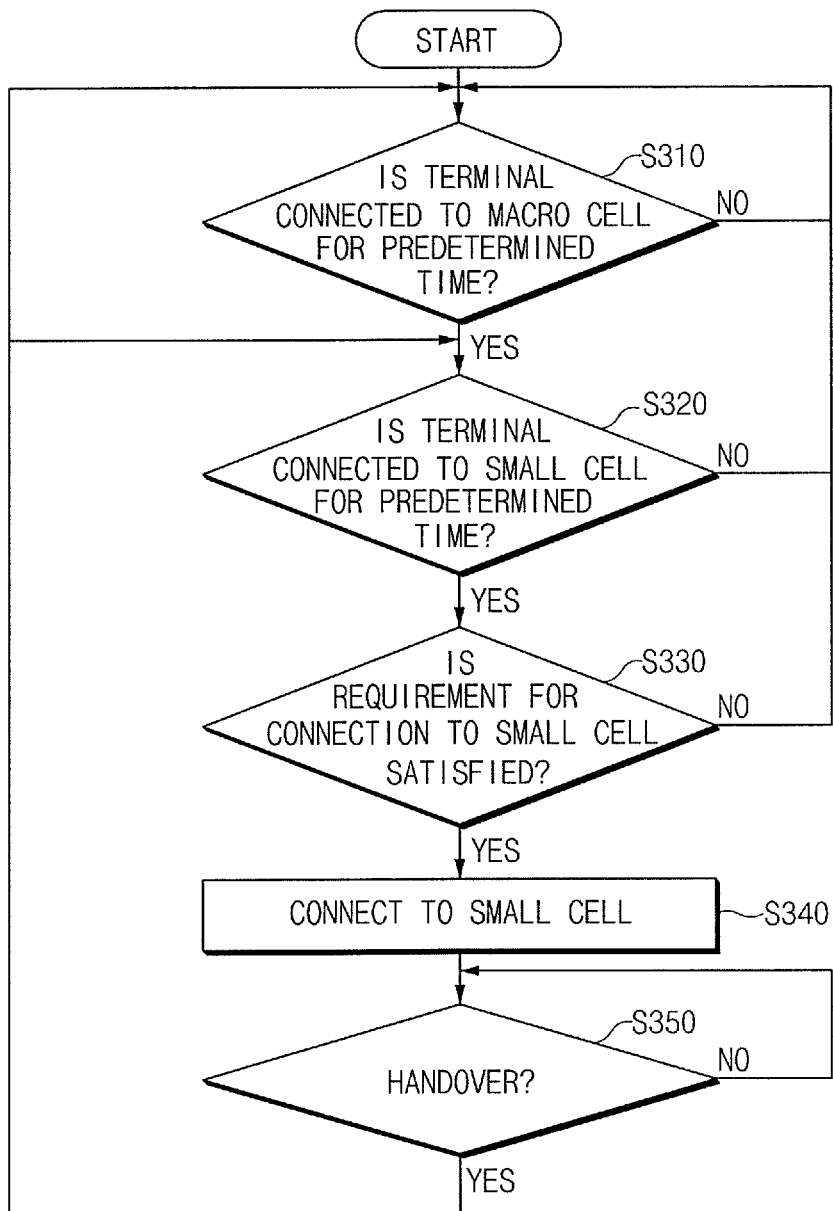 START
S310
IS TERMINAL
CONNECTED TO MACRO CELL
FOR PREDETERMINED
TIME?
NO
YES
S320
IS TERMINAL
CONNECTED TO SMALL CELL
FOR PREDETERMINED
TIME?
NO
YES
S330
IS
REQUIREMENT FOR
CONNECTION TO SMALL CELL
SATISFIED?
NO
YES
CONNECT TO SMALL CELL
S340
S350
HANDOVER?
NO
YES